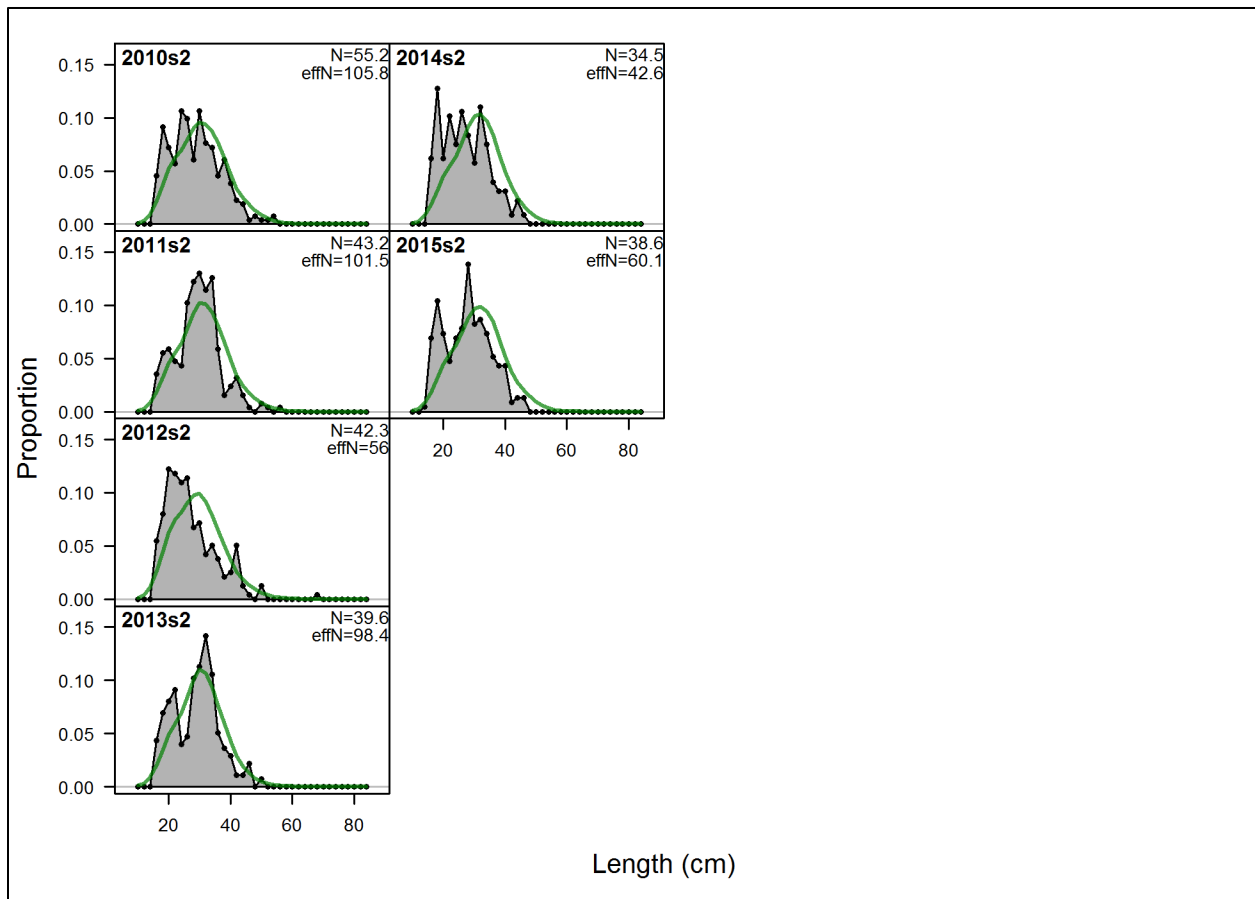 2010s2
N=55.2
effN=105.8
0.15
0.10
0.05
0.00
2011s2
N=43.2
effN=101.5
0.15
0.10
0.05
0.00
2012s2
N=42.3
effN=56
0.15
0.10
0.05
0.00
2013s2
N=39.6
effN=98.4
0.15
0.10
0.05
0.00
20 40 60 80
2014s2
N=34.5
effN=42.6
2015s2
N=38.6
effN=60.1
20 40 60 80
Proportion
Length (cm)